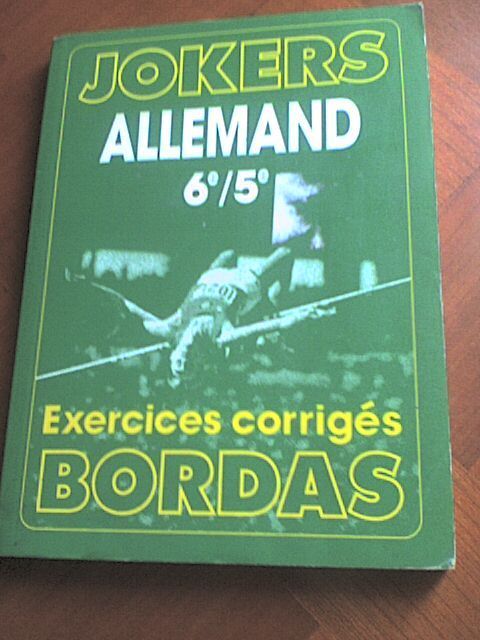 JOKERS
ALLEMAND
6e/5e
Exercices corrigés
BORDAS